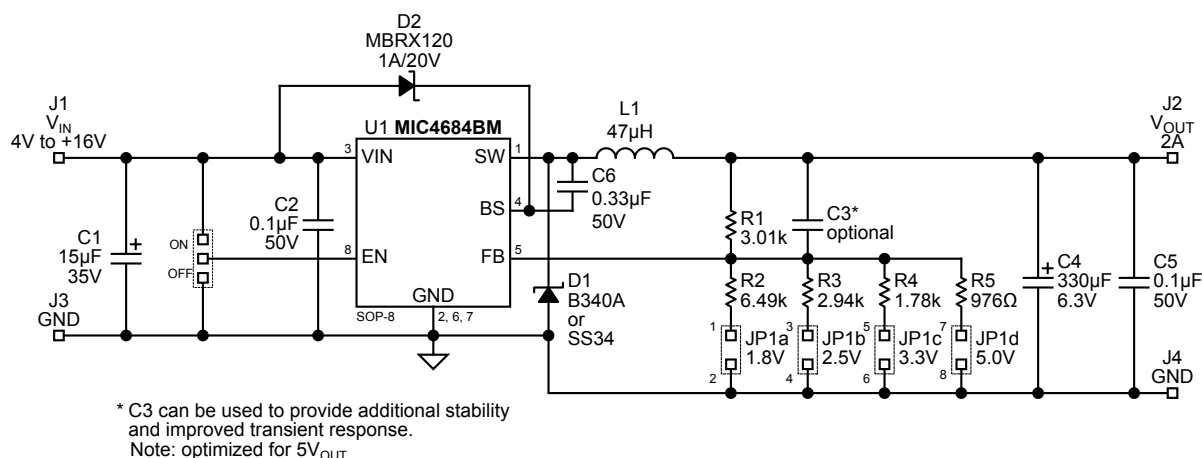 D2
MBRX120
1A/20V
J1
VIN
4V to +16V
U1 MIC4684BM
L1
47µH
J2
VOUT
2A
3
VIN
SW
1
C6
0.33µF
50V
BS
4
C2
0.1µF
50V
R1
3.01k
C3*
optional
C1
15µF
35V
+
ON
OFF
8
EN
FB
5
J3
GND
GND
SOP-8
2, 6, 7
D1
B340A
or
SS34
R2
6.49k
R3
2.94k
R4
1.78k
R5
976Ω
+
C4
330µF
6.3V
C5
0.1µF
50V
1
JP1a
1.8V
2
3
JP1b
2.5V
4
5
JP1c
3.3V
6
7
JP1d
5.0V
8
J4
GND
* C3 can be used to provide additional stability
and improved transient response.
Note: optimized for 5VOUT